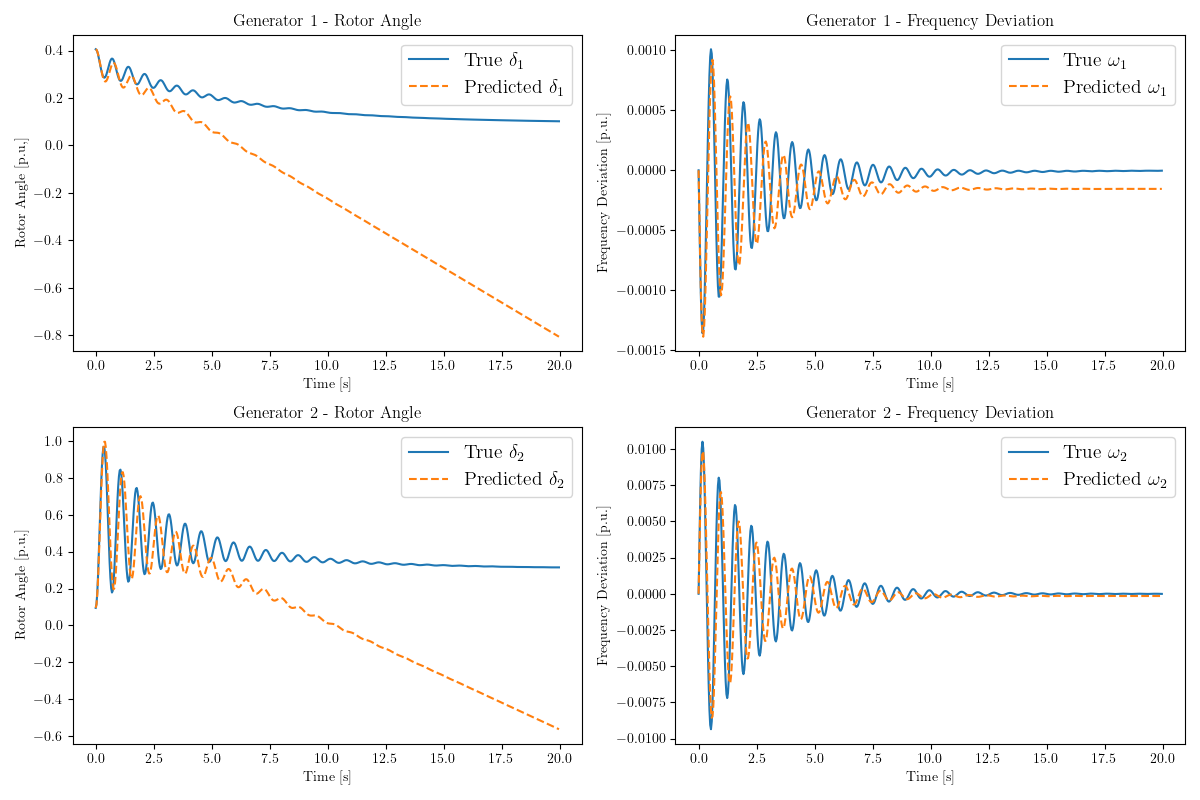 Generator 1 - Rotor Angle
True δ₁
Predicted δ₁
Rotor Angle [p.u.]
0.4
0.2
0.0
−0.2
−0.4
−0.6
−0.8
0.0 2.5 5.0 7.5 10.0 12.5 15.0 17.5 20.0
Time [s]
Generator 1 - Frequency Deviation
True ω₁
Predicted ω₁
Frequency Deviation [p.u.]
0.0010
0.0005
0.0000
−0.0005
−0.0010
−0.0015
0.0 2.5 5.0 7.5 10.0 12.5 15.0 17.5 20.0
Time [s]
Generator 2 - Rotor Angle
True δ₂
Predicted δ₂
Rotor Angle [p.u.]
1.0
0.8
0.6
0.4
0.2
0.0
−0.2
−0.4
−0.6
0.0 2.5 5.0 7.5 10.0 12.5 15.0 17.5 20.0
Time [s]
Generator 2 - Frequency Deviation
True ω₂
Predicted ω₂
Frequency Deviation [p.u.]
0.0100
0.0075
0.0050
0.0025
0.0000
−0.0025
−0.0050
−0.0075
−0.0100
0.0 2.5 5.0 7.5 10.0 12.5 15.0 17.5 20.0
Time [s]